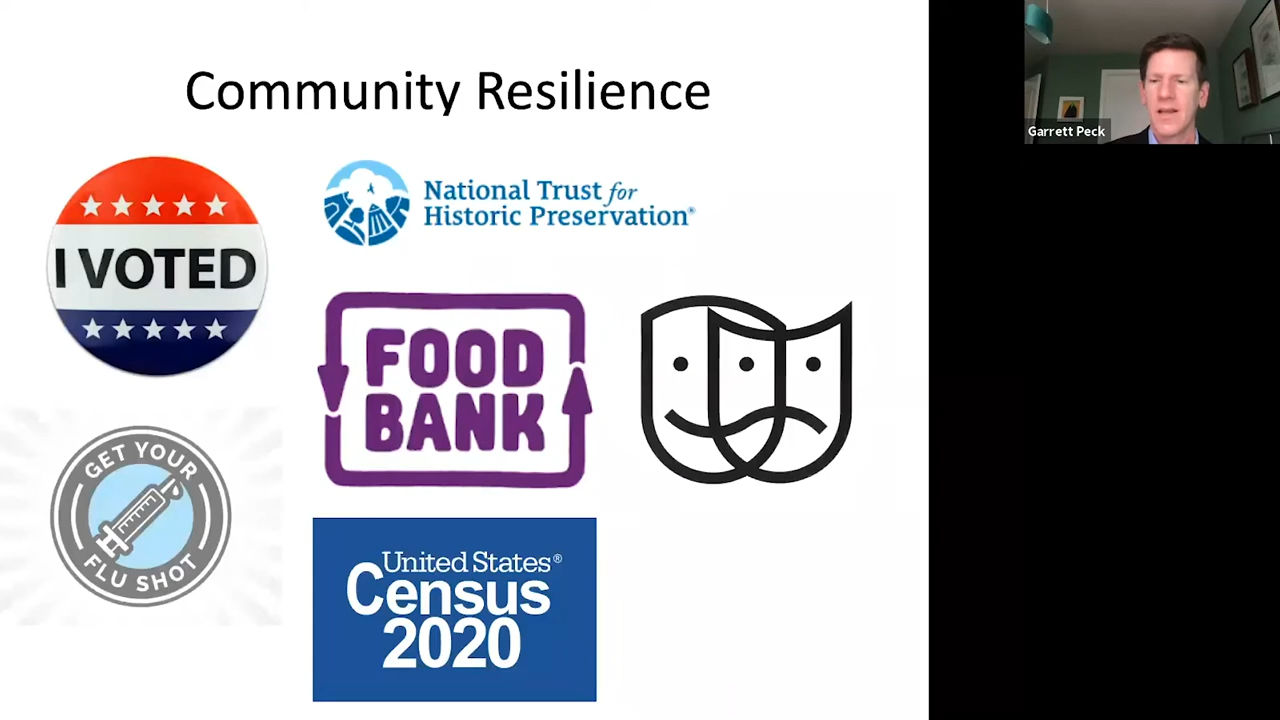 Community Resilience
Garrett Peck
I VOTED
National Trust for
Historic Preservation®
FOOD
BANK
GET YOUR
FLU SHOT
United States®
Census
2020